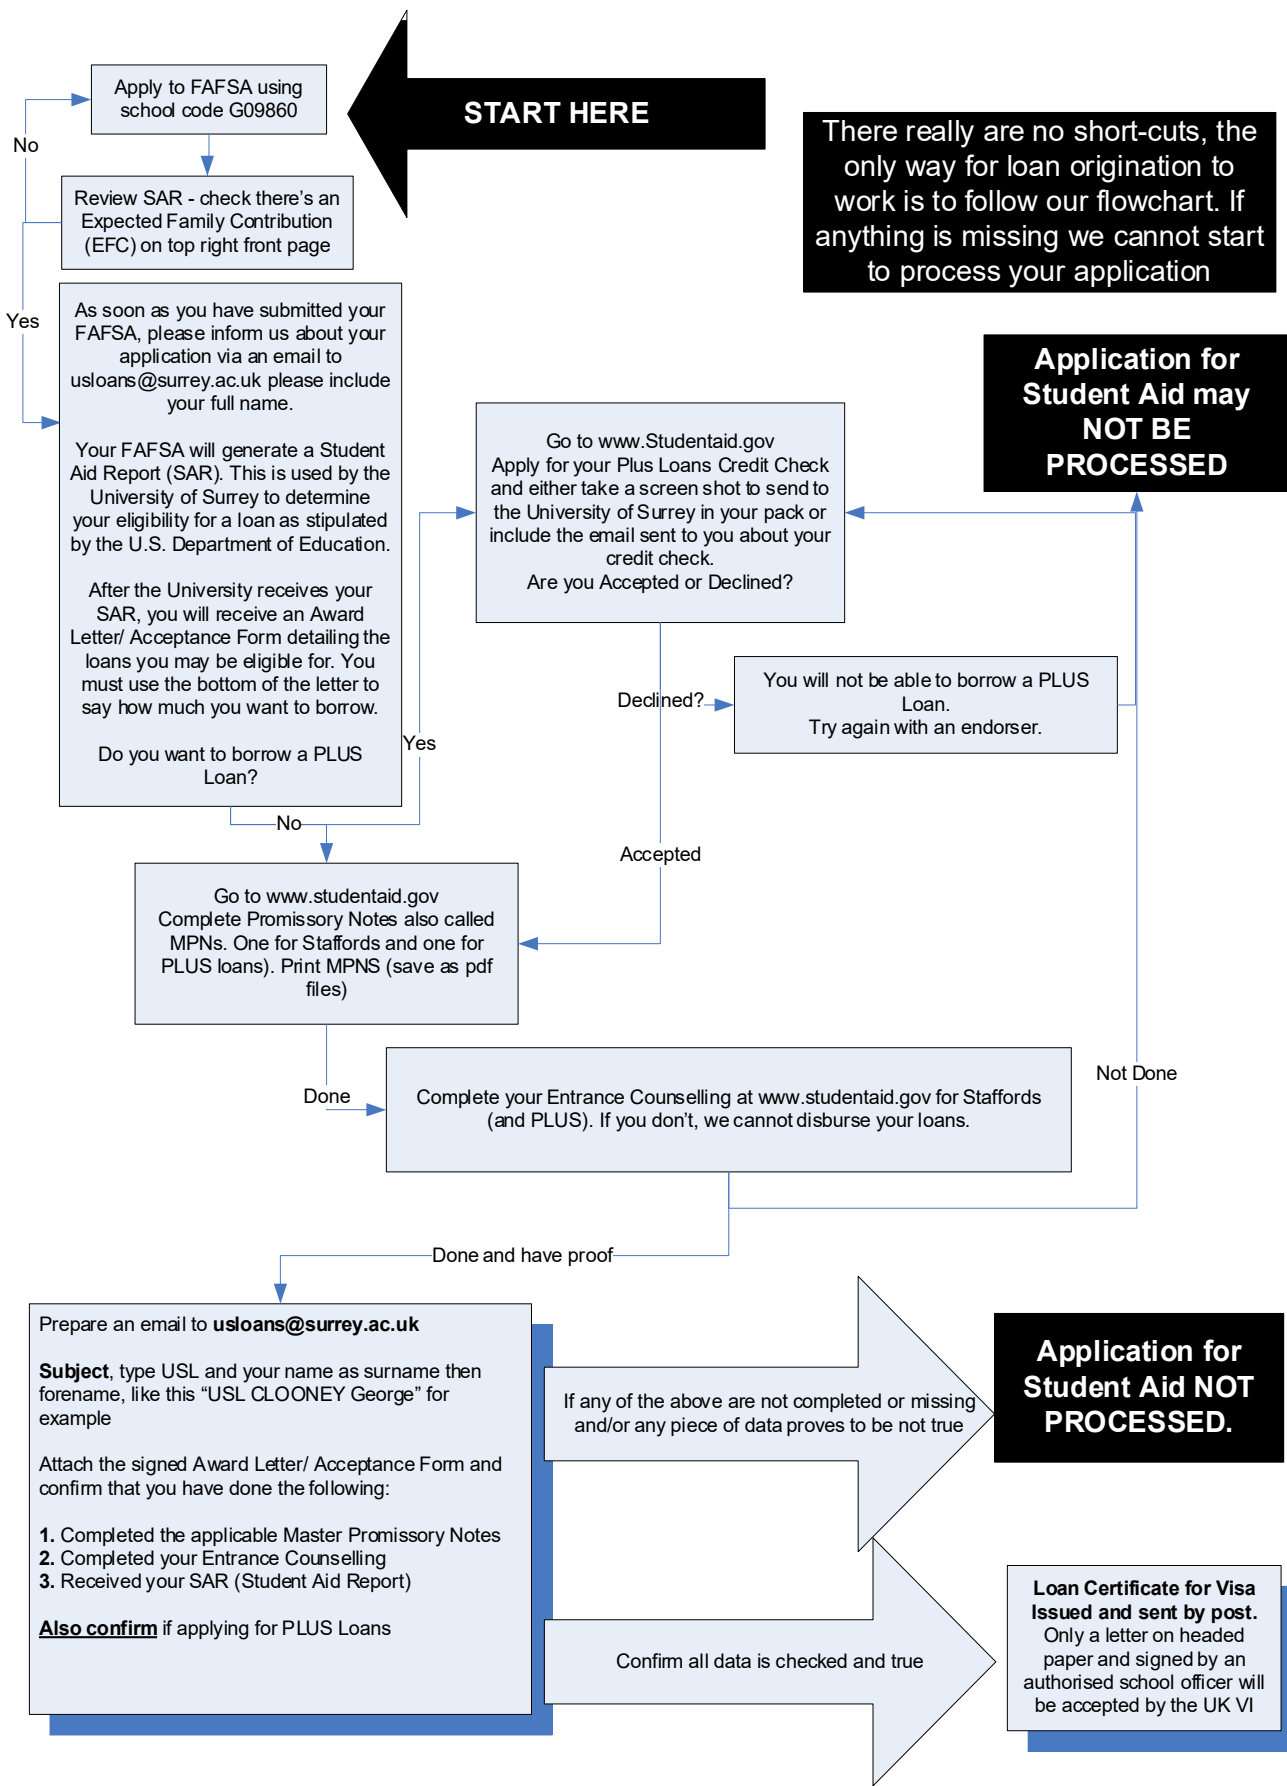 START HERE
Apply to FAFSA using
school code G09860
No
Review SAR - check there's an
Expected Family Contribution
(EFC) on top right front page
There really are no short-cuts, the
only way for loan origination to
work is to follow our flowchart. If
anything is missing we cannot start
to process your application
Yes
As soon as you have submitted your
FAFSA, please inform us about your
application via an email to
usloans@surrey.ac.uk please include
your full name.
Your FAFSA will generate a Student
Aid Report (SAR). This is used by the
University of Surrey to determine
your eligibility for a loan as stipulated
by the U.S. Department of Education.
After the University receives your
SAR, you will receive an Award
Letter/ Acceptance Form detailing the
loans you may be eligible for. You
must use the bottom of the letter to
say how much you want to borrow.
Do you want to borrow a PLUS
Loan?
Application for
Student Aid may
NOT BE
PROCESSED
Go to www.Studentaid.gov
Apply for your Plus Loans Credit Check
and either take a screen shot to send to
the University of Surrey in your pack or
include the email sent to you about your
credit check.
Are you Accepted or Declined?
Declined?
You will not be able to borrow a PLUS
Loan.
Try again with an endorser.
Yes
No
Accepted
Go to www.studentaid.gov
Complete Promissory Notes also called
MPNs. One for Staffords and one for
PLUS loans). Print MPNS (save as pdf
files)
Done
Complete your Entrance Counselling at www.studentaid.gov for Staffords
(and PLUS). If you don't, we cannot disburse your loans.
Not Done
Done and have proof
Prepare an email to usloans@surrey.ac.uk
Subject, type USL and your name as surname then
forename, like this “USL CLOONEY George” for
example
Attach the signed Award Letter/ Acceptance Form and
confirm that you have done the following:
1. Completed the applicable Master Promissory Notes
2. Completed your Entrance Counselling
3. Received your SAR (Student Aid Report)
Also confirm if applying for PLUS Loans
If any of the above are not completed or missing
and/or any piece of data proves to be not true
Application for
Student Aid NOT
PROCESSED.
Confirm all data is checked and true
Loan Certificate for Visa
Issued and sent by post.
Only a letter on headed
paper and signed by an
authorised school officer will
be accepted by the UK VI